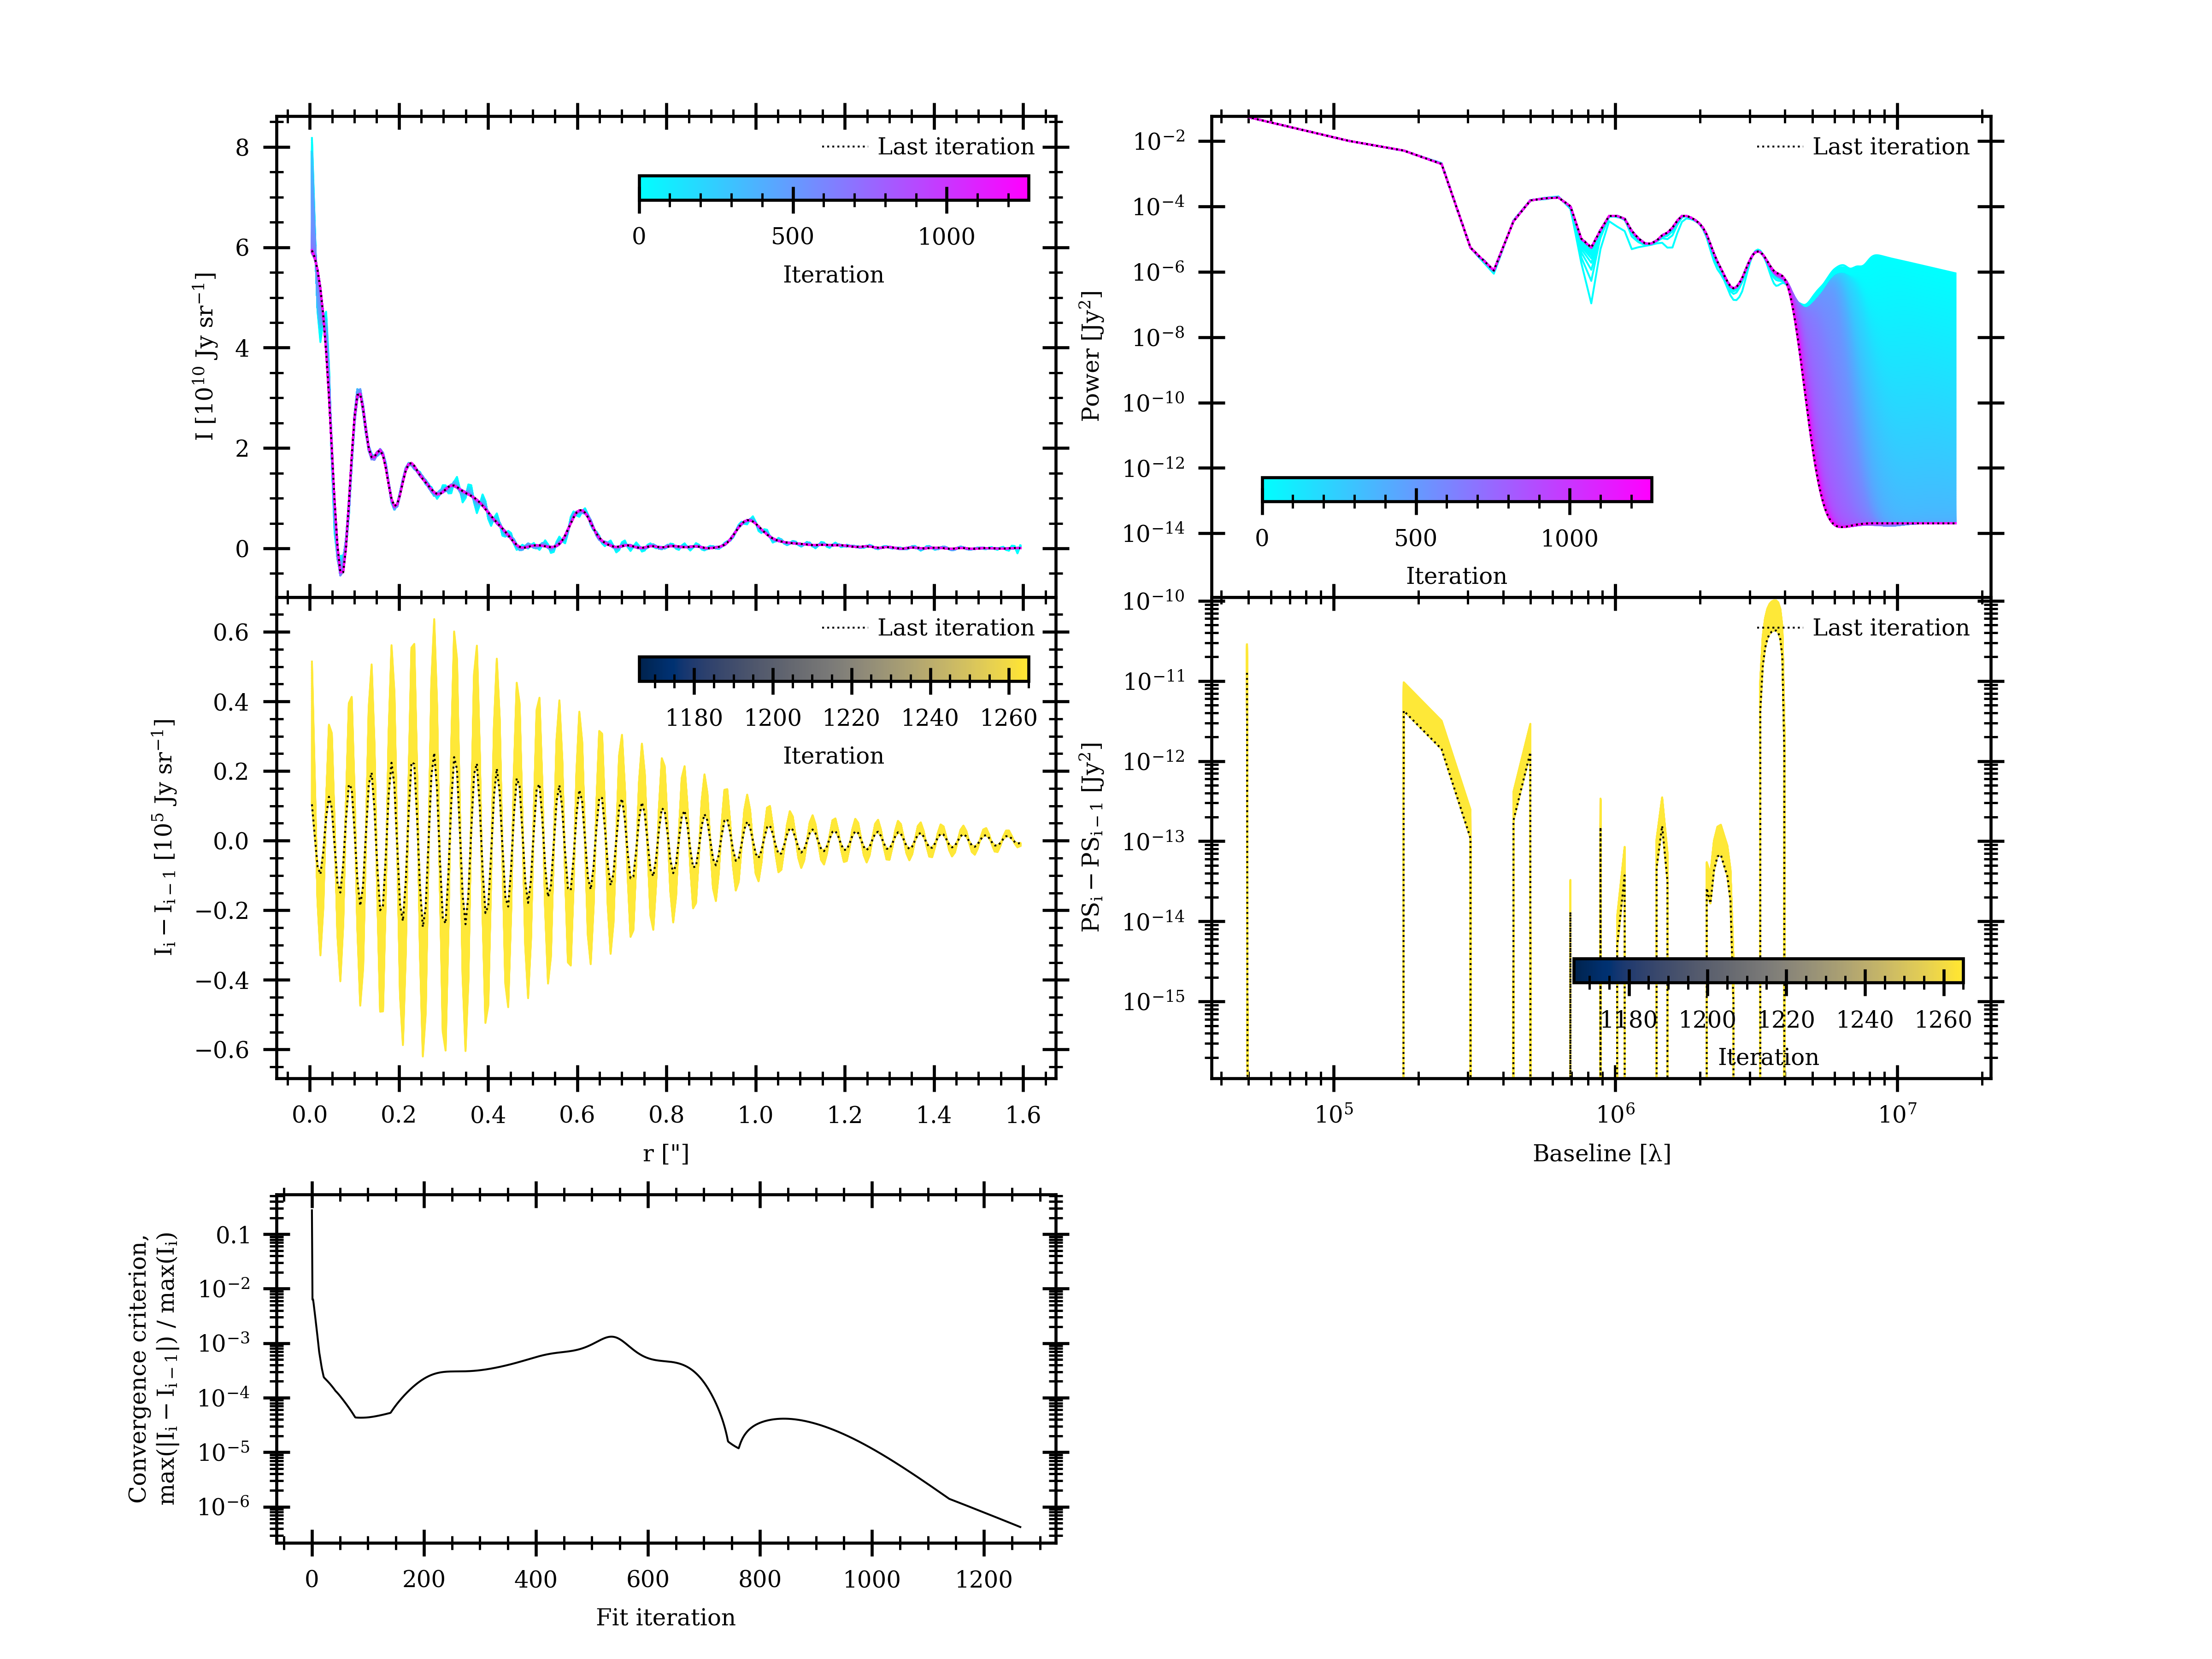 8
6
4
2
0
I [10¹⁰ Jy sr⁻¹]
Last iteration
0 500 1000
Iteration
10⁻²
10⁻⁴
10⁻⁶
10⁻⁸
10⁻¹⁰
10⁻¹²
10⁻¹⁴
Power [Jy²]
Last iteration
0 500 1000
Iteration
0.6
0.4
0.2
0.0
−0.2
−0.4
−0.6
Iᵢ − Iᵢ₋₁ [10⁵ Jy sr⁻¹]
Last iteration
1180 1200 1220 1240 1260
Iteration
0.0 0.2 0.4 0.6 0.8 1.0 1.2 1.4 1.6
r ["]
10⁻¹⁰
10⁻¹¹
10⁻¹²
10⁻¹³
10⁻¹⁴
10⁻¹⁵
PSᵢ − PSᵢ₋₁ [Jy²]
Last iteration
1180 1200 1220 1240 1260
Iteration
10⁵ 10⁶ 10⁷
Baseline [λ]
0.1
10⁻²
10⁻³
10⁻⁴
10⁻⁵
10⁻⁶
Convergence criterion,
max(|Iᵢ − Iᵢ₋₁|) / max(Iᵢ)
0 200 400 600 800 1000 1200
Fit iteration